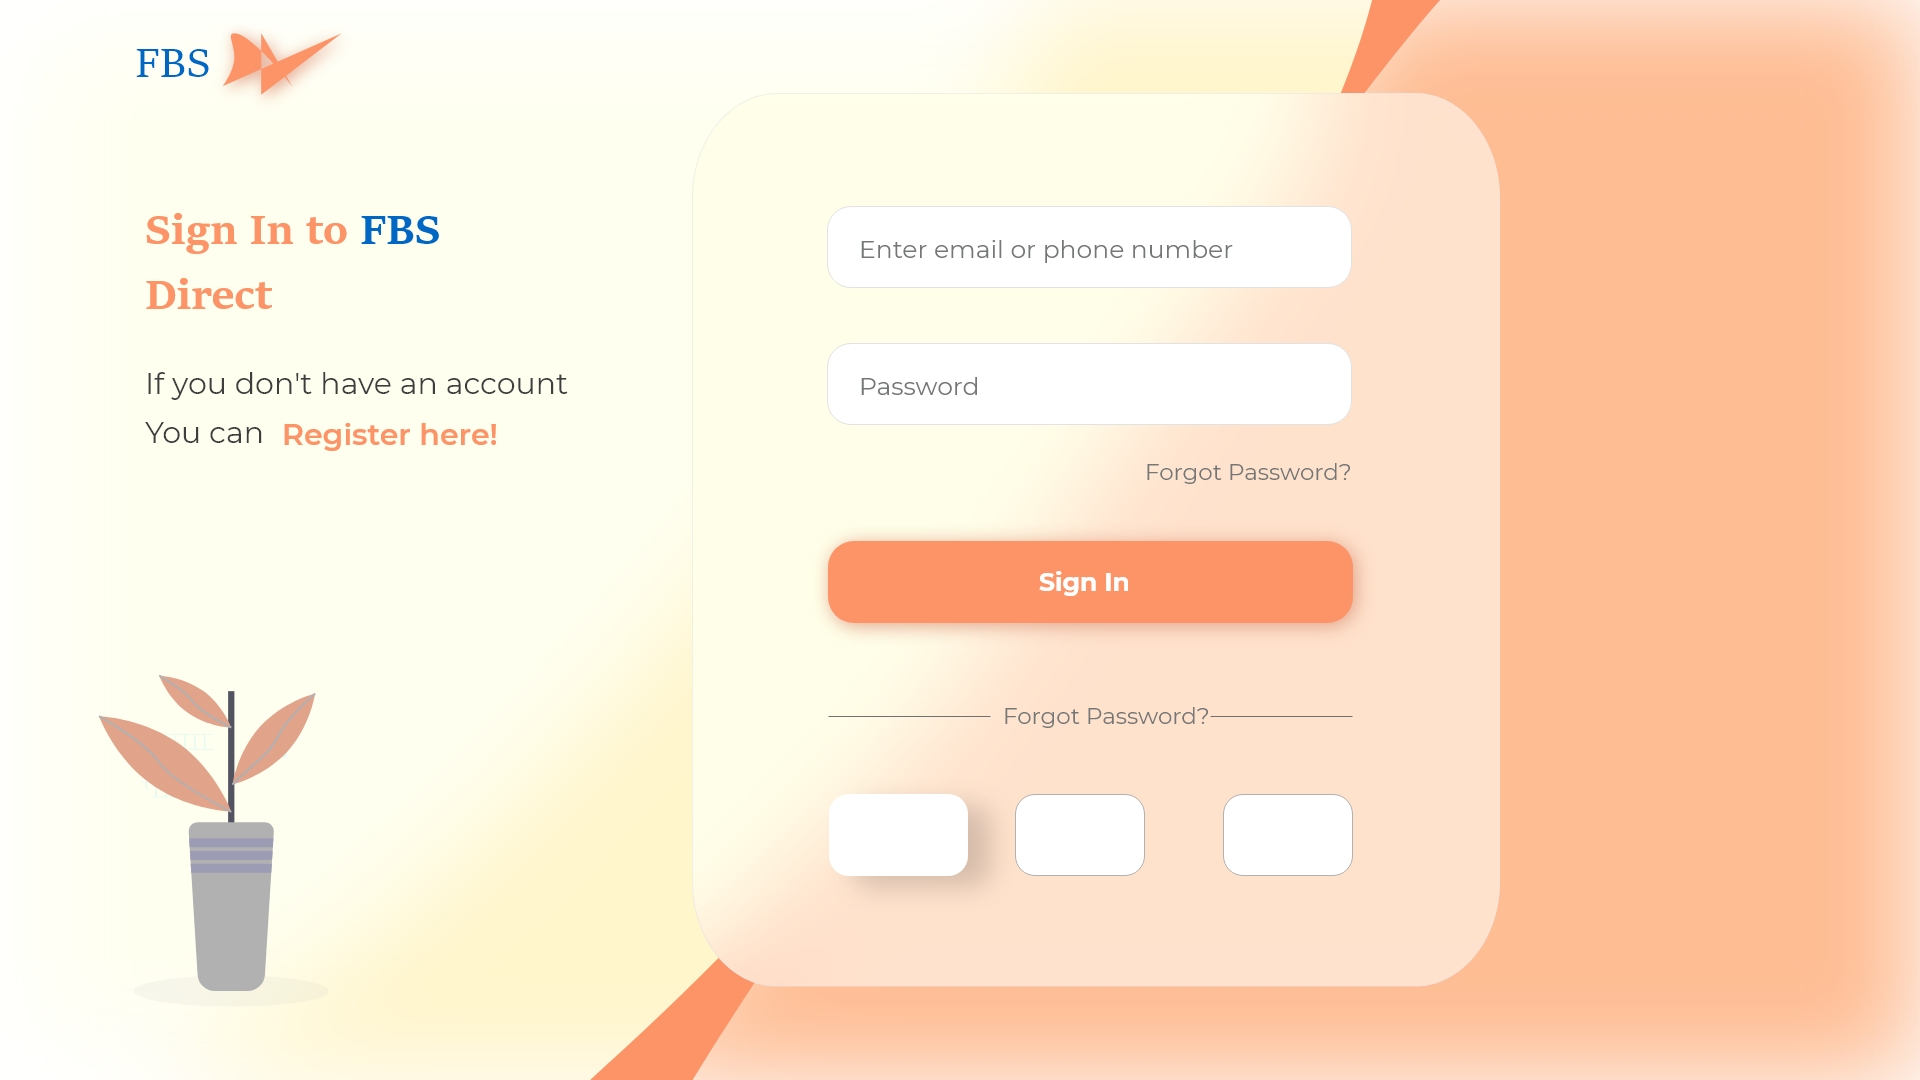 FBS
Sign In to FBS
Direct
If you don't have an account
You can Register here!
Enter email or phone number
Password
Forgot Password?
Sign In
Forgot Password?